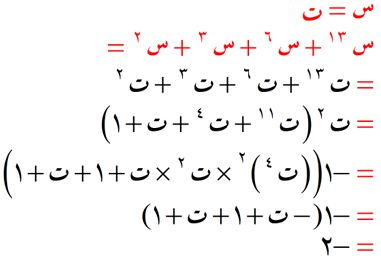 س = ت
س ١٣ + س ٦ + س ٣ + س ٢ =
= ت ١٣ + ت ٦ + ت ٣ + ت ٢
= ت ٢ (ت ١١ + ت ٤ + ت + ١)
= −١((ت ٤) ٢ × ت ٢ × ت + ١ + ت + ١)
= −١(− ت + ١ + ت + ١)
= −٢